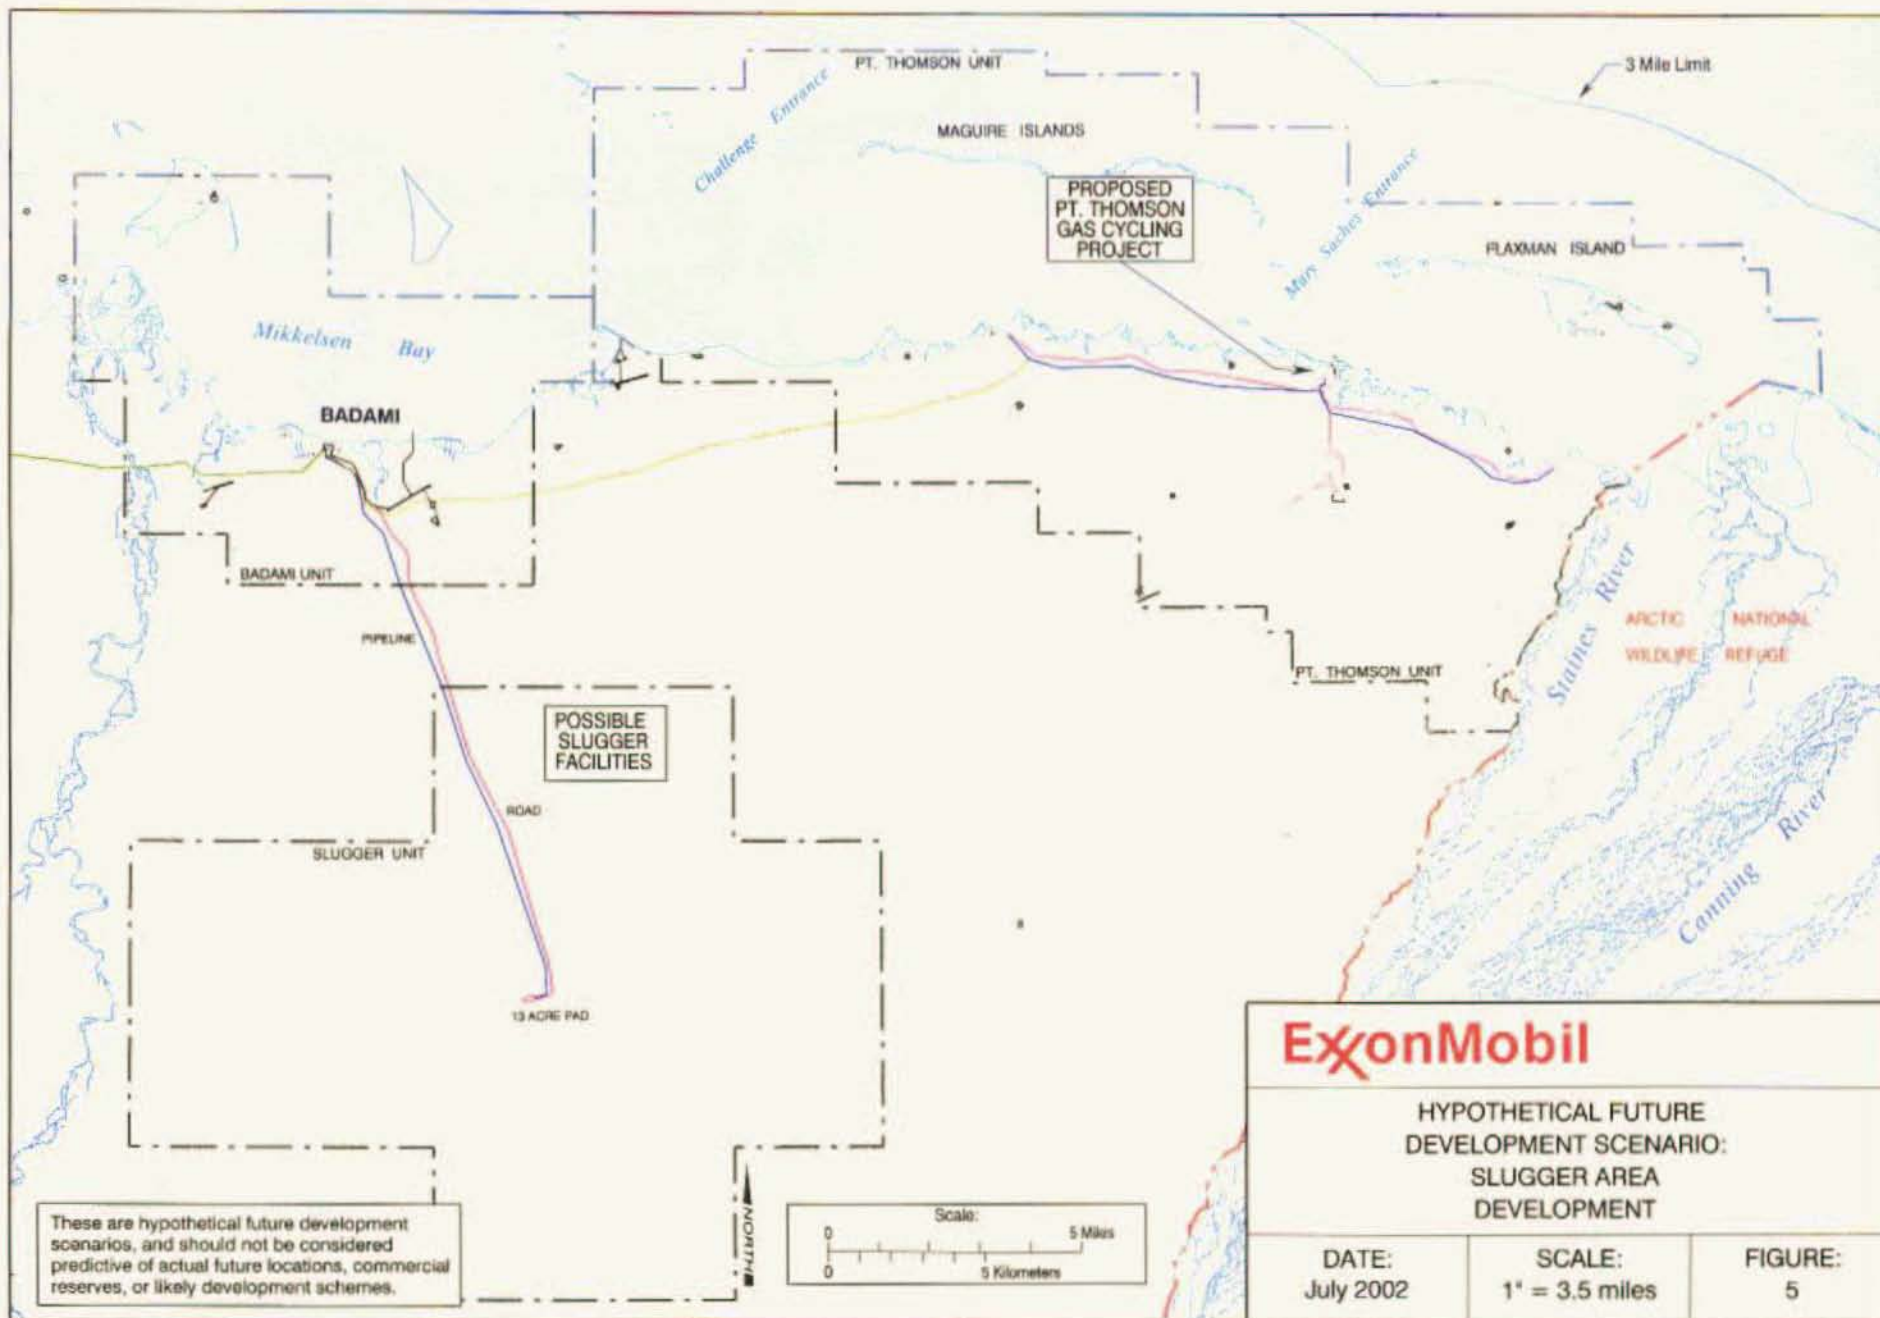 PT. THOMSON UNIT
3 Mile Limit
Challenge Entrance
MAGUIRE ISLANDS
PROPOSED
PT. THOMSON
GAS CYCLING
PROJECT
Mary Saches Entrance
FLAXMAN ISLAND
Mikkelsen Bay
BADAMI
BADAMI UNIT
PIPELINE
Staines River
ARCTIC NATIONAL
WILDLIFE REFUGE
PT. THOMSON UNIT
POSSIBLE
SLUGGER
FACILITIES
ROAD
SLUGGER UNIT
Canning River
13 ACRE PAD
ExxonMobil
HYPOTHETICAL FUTURE
DEVELOPMENT SCENARIO:
SLUGGER AREA
DEVELOPMENT
DATE:
July 2002
SCALE:
1" = 3.5 miles
FIGURE:
5
These are hypothetical future development
scenarios, and should not be considered
predictive of actual future locations, commercial
reserves, or likely development schemes.
NORTH
Scale:
0 5 Miles
0 5 Kilometers